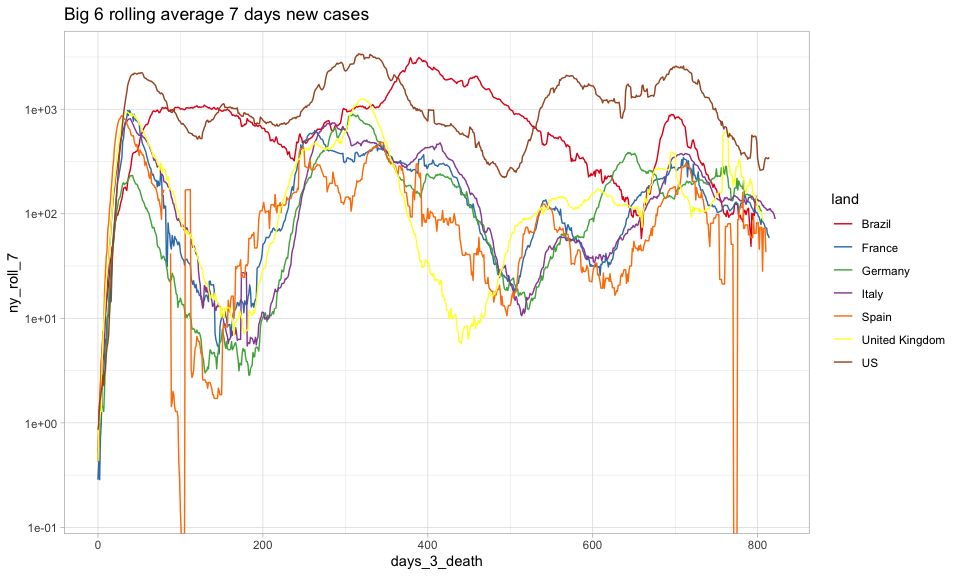 Big 6 rolling average 7 days new cases
ny_roll_7
1e+03
1e+02
1e+01
1e+00
1e-01
0 200 400 600 800
days_3_death
land
Brazil
France
Germany
Italy
Spain
United Kingdom
US